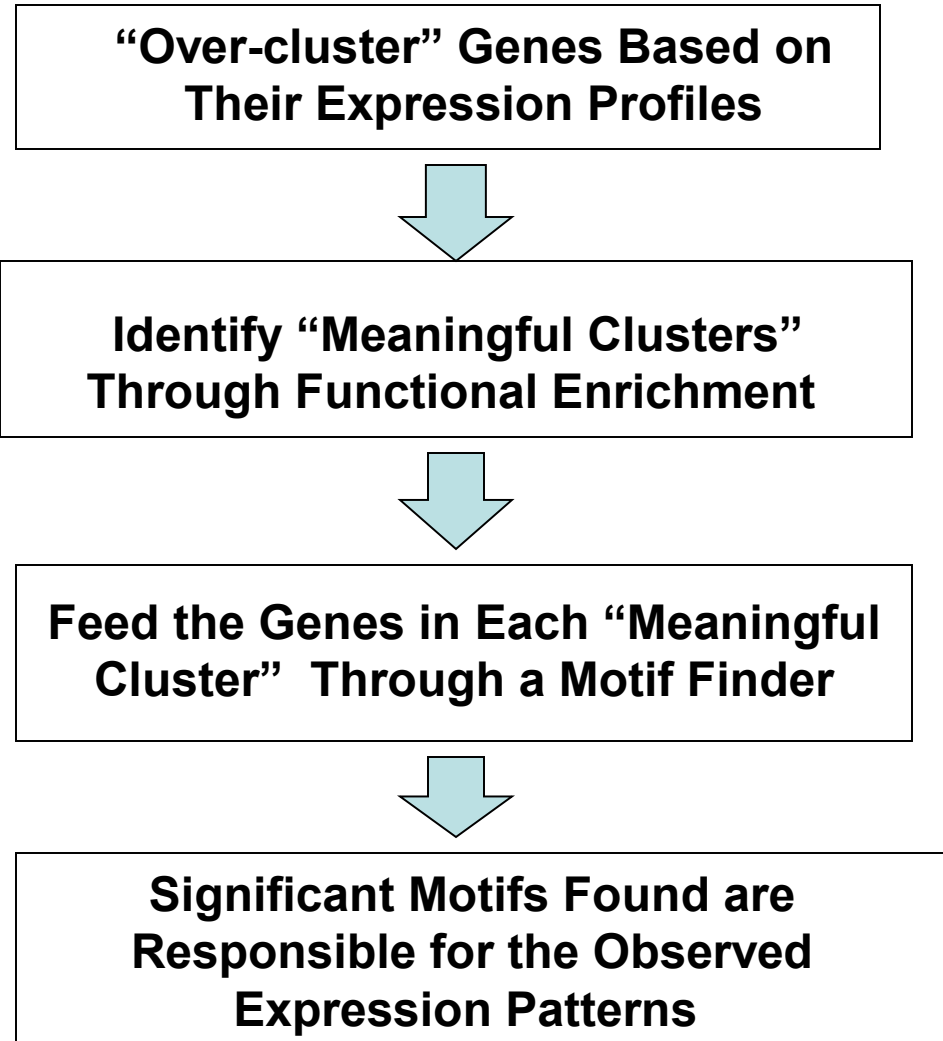 “Over-cluster” Genes Based on
Their Expression Profiles
Identify “Meaningful Clusters”
Through Functional Enrichment
Feed the Genes in Each “Meaningful
Cluster” Through a Motif Finder
Significant Motifs Found are
Responsible for the Observed
Expression Patterns